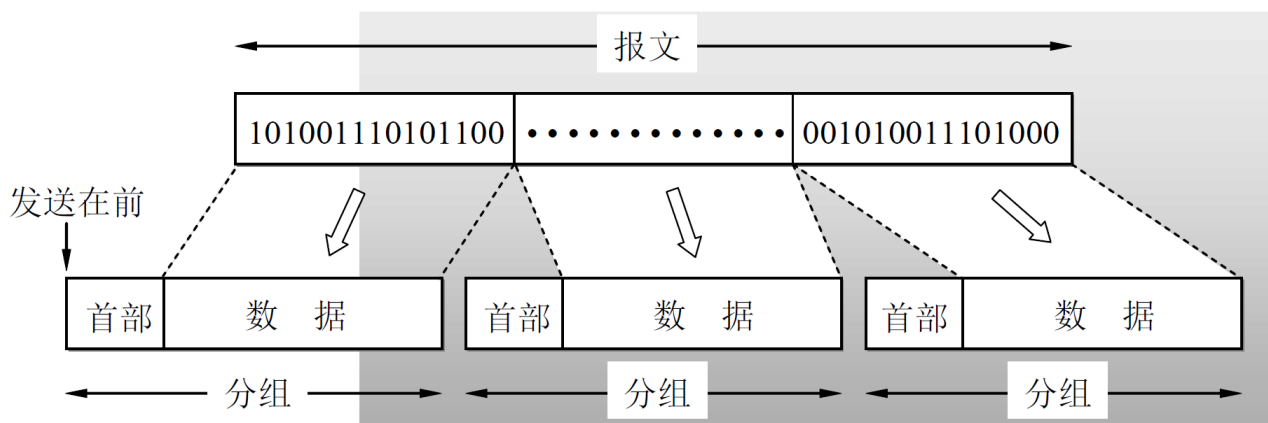 报文
101001110101100 ••••••••••••• 001010011101000
发送在前
首部 数 据 首部 数 据 首部 数 据
分组 分组 分组